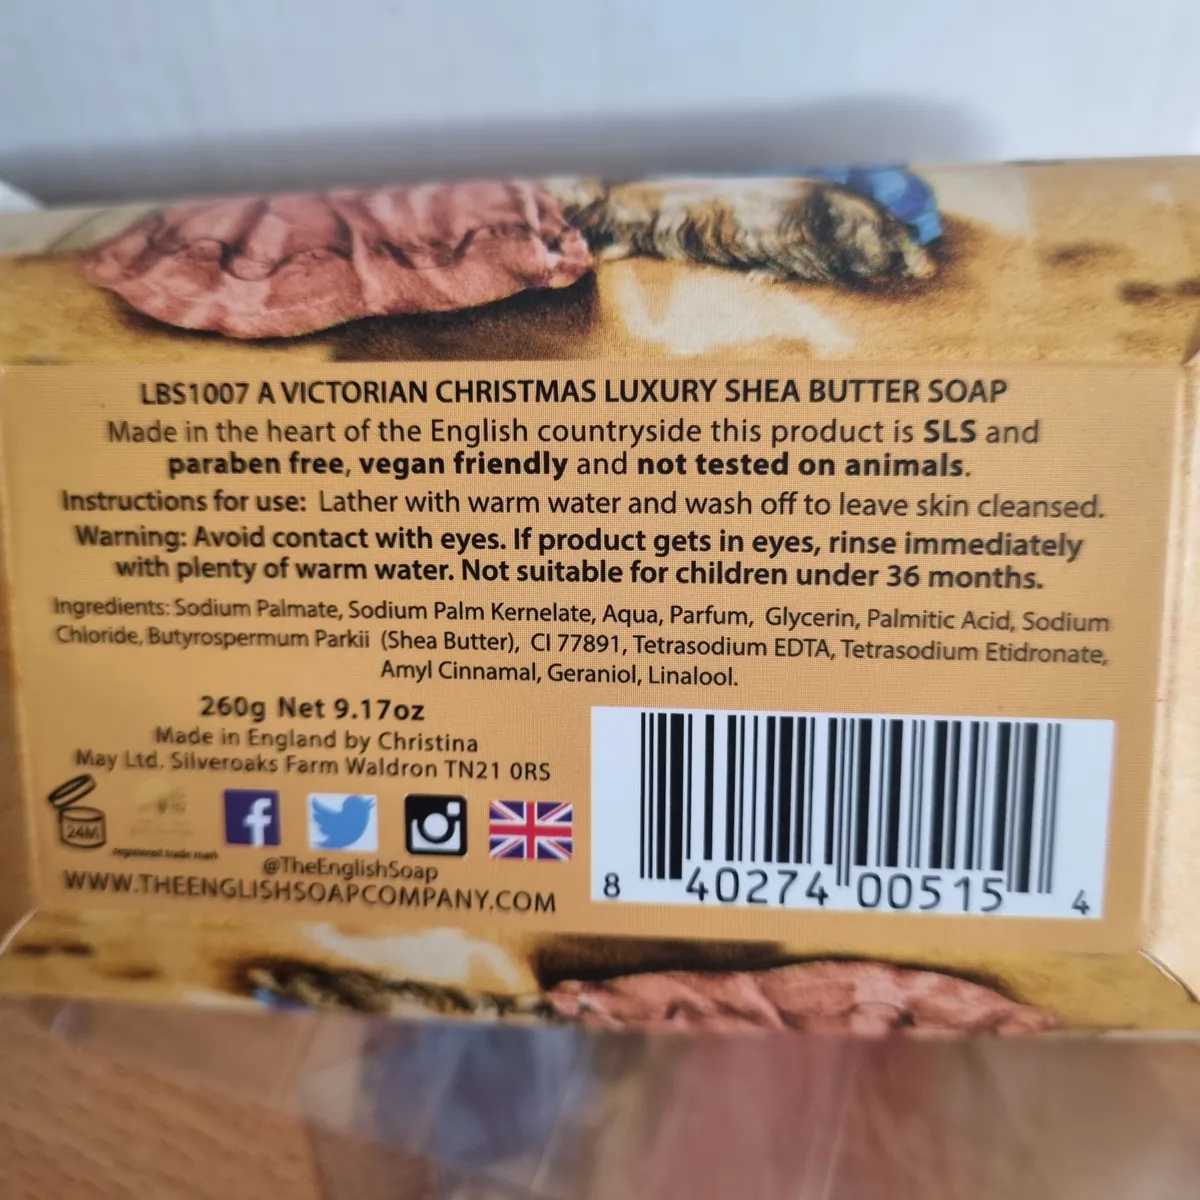 LBS1007 A VICTORIAN CHRISTMAS LUXURY SHEA BUTTER SOAP
Made in the heart of the English countryside this product is SLS and
paraben free, vegan friendly and not tested on animals.
Instructions for use: Lather with warm water and wash off to leave skin cleansed.
Warning: Avoid contact with eyes. If product gets in eyes, rinse immediately
with plenty of warm water. Not suitable for children under 36 months.
Ingredients: Sodium Palmate, Sodium Palm Kernelate, Aqua, Parfum, Glycerin, Palmitic Acid, Sodium
Chloride, Butyrospermum Parkii (Shea Butter), CI 77891, Tetrasodium EDTA, Tetrasodium Etidronate,
Amyl Cinnamal, Geraniol, Linalool.
260g Net 9.17oz
Made in England by Christina
May Ltd. Silveroaks Farm Waldron TN21 0RS
24M
registered trade mark
@TheEnglishSoap
WWW.THEENGLISHSOAPCOMPANY.COM
8 40274 00515 4